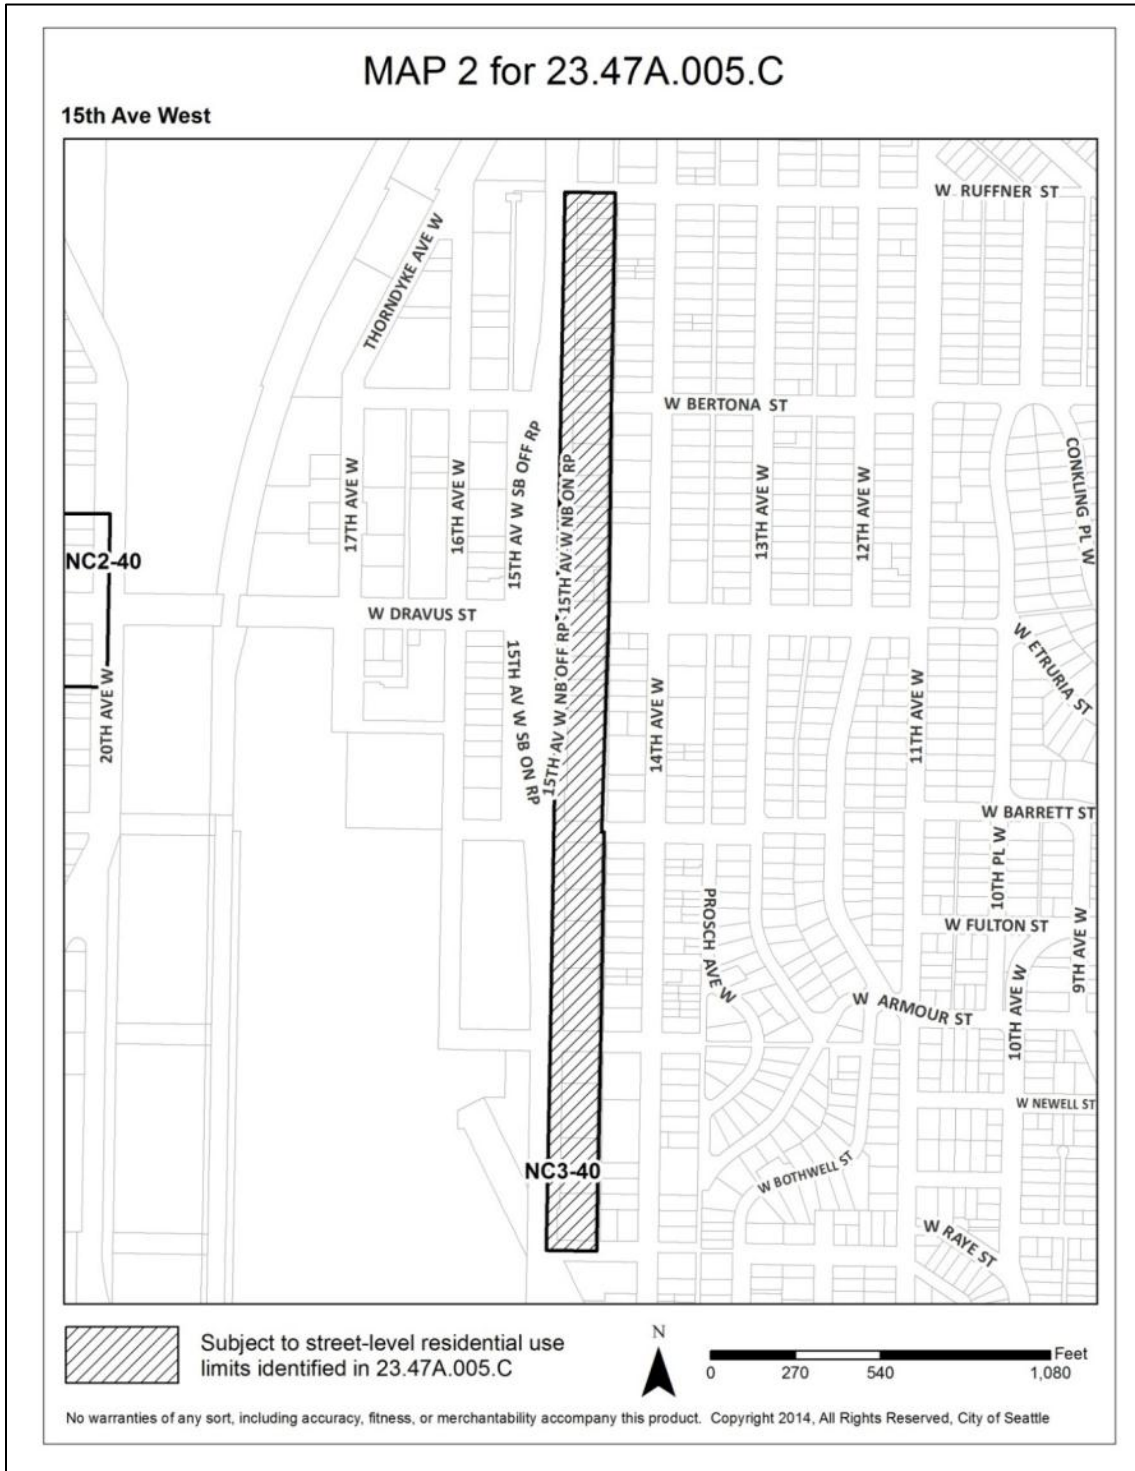 MAP 2 for 23.47A.005.C
15th Ave West
W RUFFNER ST
THORNDYKE AVE W
W BERTONA ST
15TH AV W SB OFF RP
15TH AV W NB ON RP
CONKLING PL W
17TH AVE W
16TH AVE W
13TH AVE W
12TH AVE W
NC2-40
W DRAVUS ST
15TH AV W NB OFF RP
W ETRURIA ST
15TH AV W SB ON RP
20TH AVE W
14TH AVE W
11TH AVE W
W BARRETT ST
10TH PL W
PROSCH AVE W
W FULTON ST
9TH AVE W
W ARMOUR ST
10TH AVE W
W NEWELL ST
NC3-40
W BOTHWELL ST
W RAYE ST
Subject to street-level residential use
limits identified in 23.47A.005.C
N
Feet
0 270 540 1,080
No warranties of any sort, including accuracy, fitness, or merchantability accompany this product. Copyright 2014, All Rights Reserved, City of Seattle